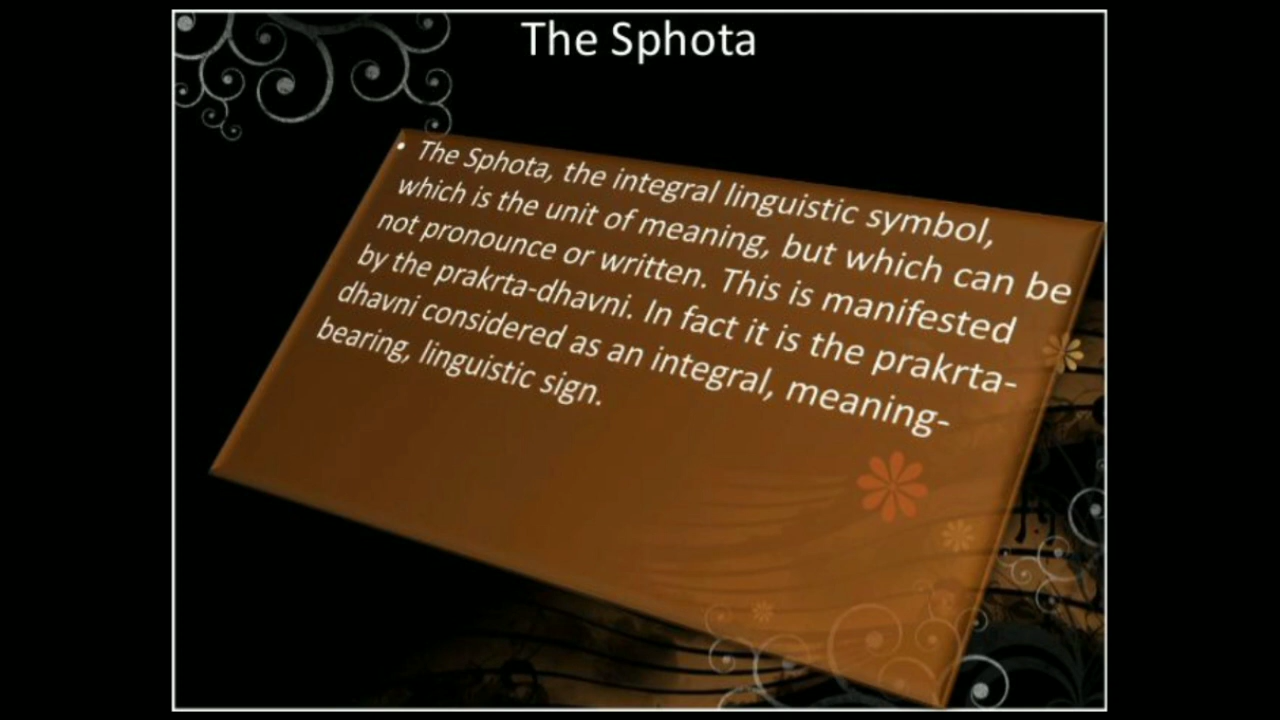 The Sphota
• The Sphota, the integral linguistic symbol,
which is the unit of meaning, but which can be
not pronounce or written. This is manifested
by the prakrta-dhavni. In fact it is the prakrta-
dhavni considered as an integral, meaning-
bearing, linguistic sign.